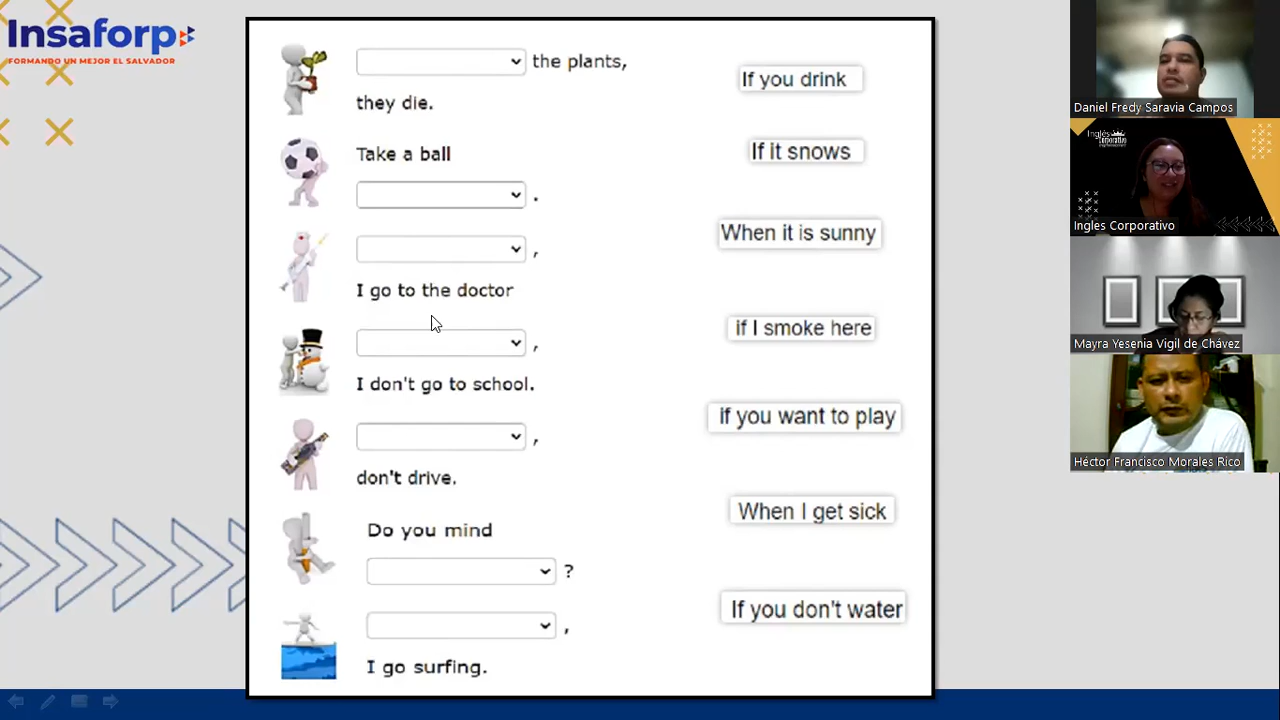 Insaforp
FORMANDO UN MEJOR EL SALVADOR
the plants,
they die.
Take a ball
.
,
I go to the doctor
,
I don't go to school.
,
don't drive.
Do you mind
?
,
I go surfing.
If you drink
If it snows
When it is sunny
if I smoke here
if you want to play
When I get sick
If you don't water
Daniel Fredy Saravia Campos
Inglés
Corporativo
Ingles Corporativo
Mayra Yesenia Vigil de Chávez
Héctor Francisco Morales Rico